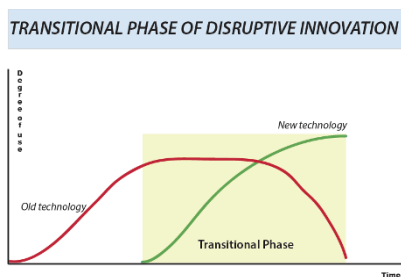 TRANSITIONAL PHASE OF DISRUPTIVE INNOVATION
Degree of use
New technology
Old technology
Transitional Phase
Time